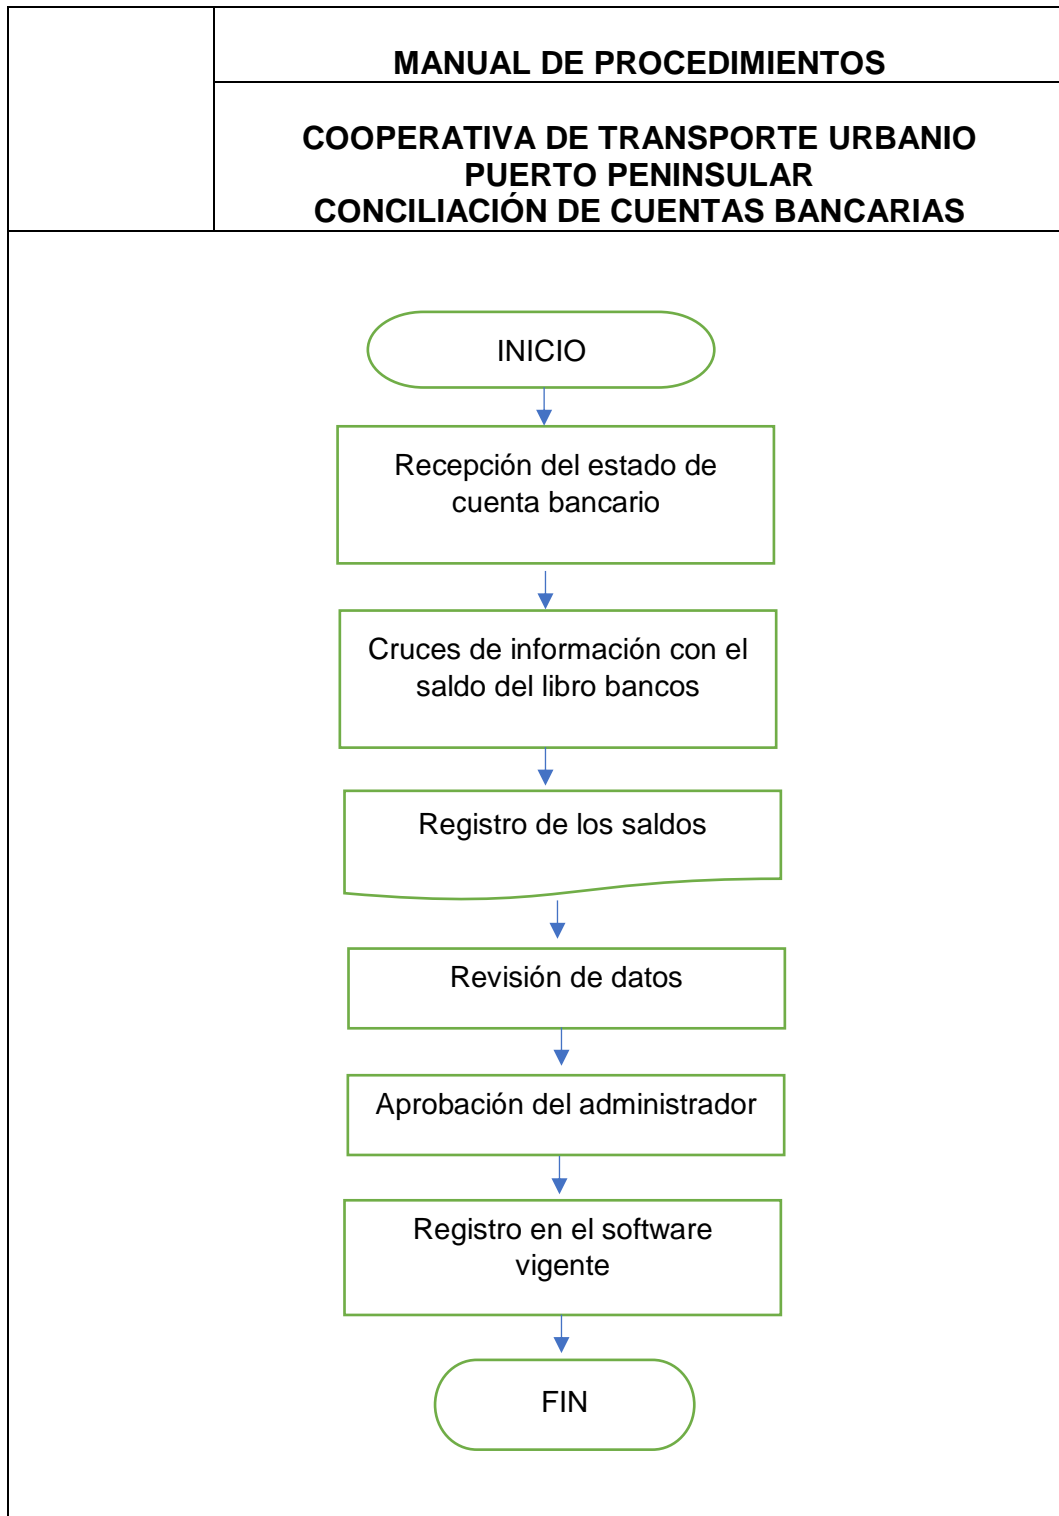 MANUAL DE PROCEDIMIENTOS
COOPERATIVA DE TRANSPORTE URBANIO
PUERTO PENINSULAR
CONCILIACIÓN DE CUENTAS BANCARIAS
INICIO
Recepción del estado de
cuenta bancario
Cruces de información con el
saldo del libro bancos
Registro de los saldos
Revisión de datos
Aprobación del administrador
Registro en el software
vigente
FIN